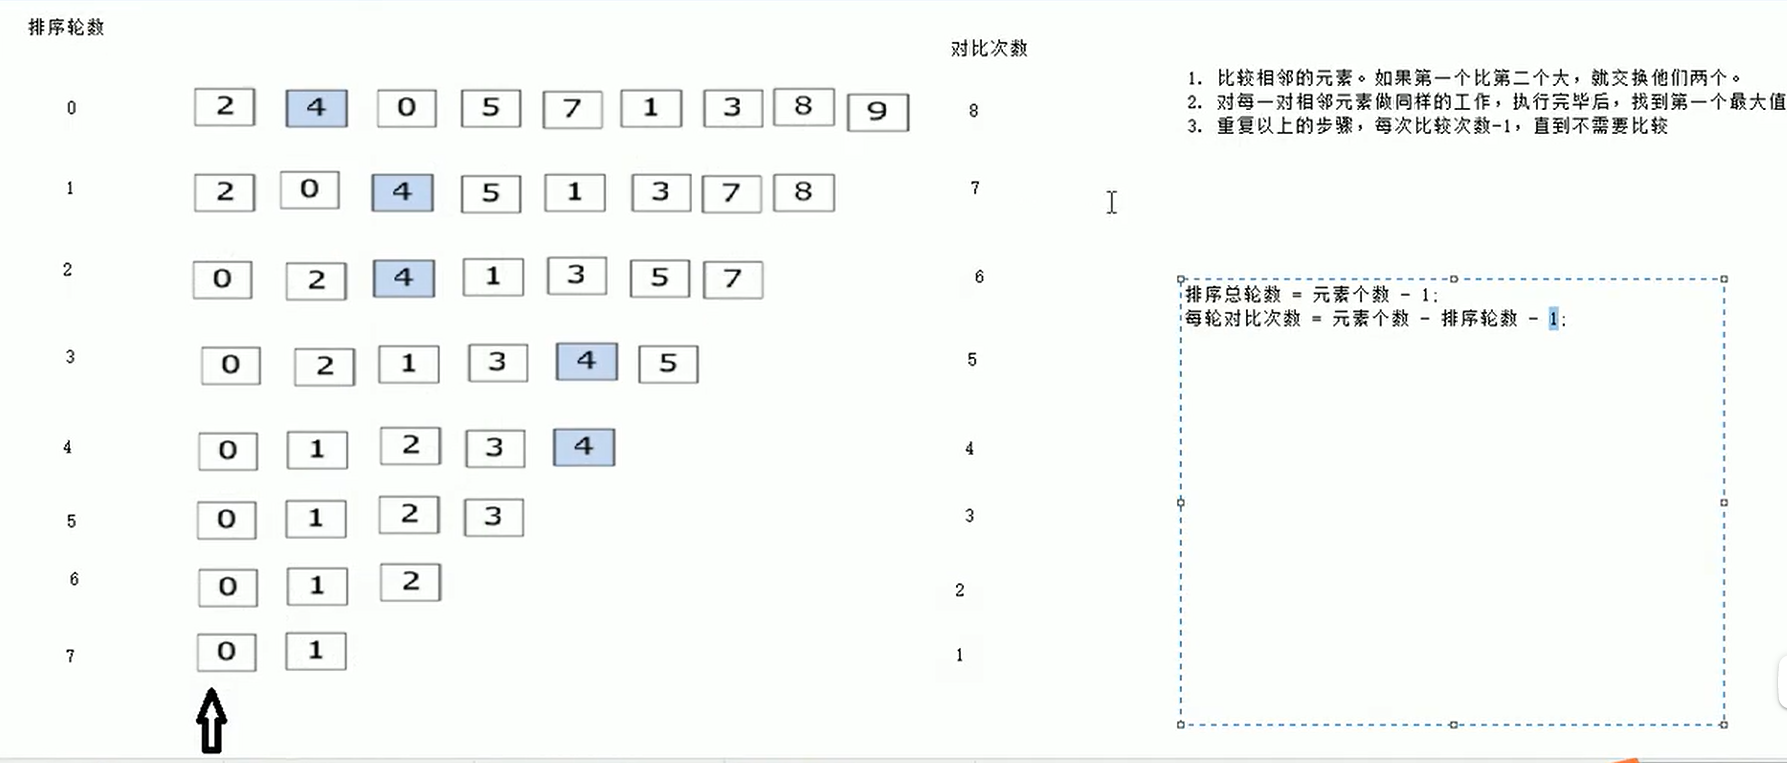 排序轮数
对比次数
0 2 4 0 5 7 1 3 8 9 8
1 2 0 4 5 1 3 7 8 7
2 0 2 4 1 3 5 7 6
3 0 2 1 3 4 5 5
4 0 1 2 3 4 4
5 0 1 2 3 3
6 0 1 2 2
7 0 1 1
1. 比较相邻的元素。如果第一个比第二个大，就交换他们两个。
2. 对每一对相邻元素做同样的工作，执行完毕后，找到第一个最大值
3. 重复以上的步骤，每次比较次数-1，直到不需要比较
排序总轮数 = 元素个数 - 1;
每轮对比次数 = 元素个数 - 排序轮数 - 1;